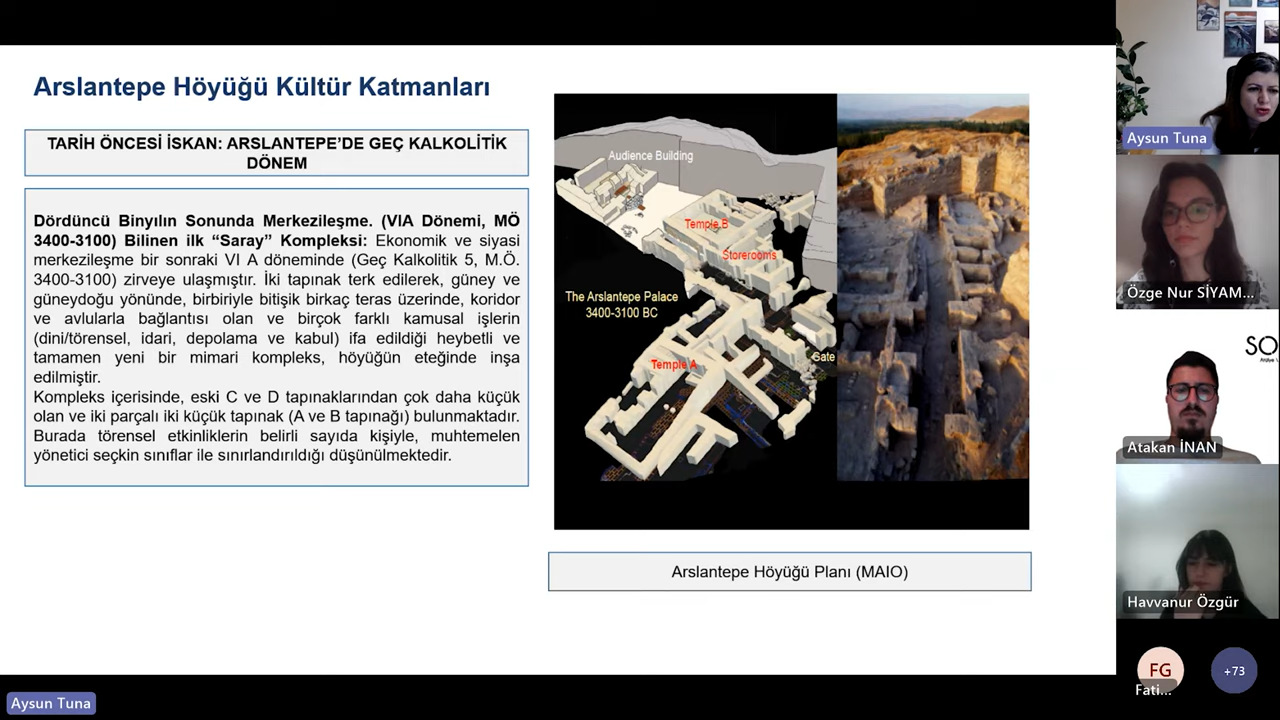 Arslantepe Höyüğü Kültür Katmanları
TARİH ÖNCESİ İSKAN: ARSLANTEPE'DE GEÇ KALKOLİTİK
DÖNEM
Dördüncü Binyılın Sonunda Merkezileşme. (VIA Dönemi, MÖ
3400-3100) Bilinen ilk “Saray” Kompleksi: Ekonomik ve siyasi
merkezileşme bir sonraki VI A döneminde (Geç Kalkolitik 5, M.Ö.
3400-3100) zirveye ulaşmıştır. İki tapınak terk edilerek, güney ve
güneydoğu yönünde, birbiriyle bitişik birkaç teras üzerinde, koridor
ve avlularla bağlantısı olan ve birçok farklı kamusal işlerin
(dini/törensel, idari, depolama ve kabul) ifa edildiği heybetli ve
tamamen yeni bir mimari kompleks, höyüğün eteğinde inşa
edilmiştir.
Kompleks içerisinde, eski C ve D tapınaklarından çok daha küçük
olan ve iki parçalı iki küçük tapınak (A ve B tapınağı) bulunmaktadır.
Burada törensel etkinliklerin belirli sayıda kişiyle, muhtemelen
yönetici seçkin sınıflar ile sınırlandırıldığı düşünülmektedir.
Audience Building
Temple B
Storerooms
The Arslantepe Palace
3400-3100 BC
Gate
Temple A
Arslantepe Höyüğü Planı (MAIO)
Aysun Tuna
Özge Nur SİYAM...
SO
Atakan İNAN
Havvanur Özgür
FG
Fati...
+73
Aysun Tuna